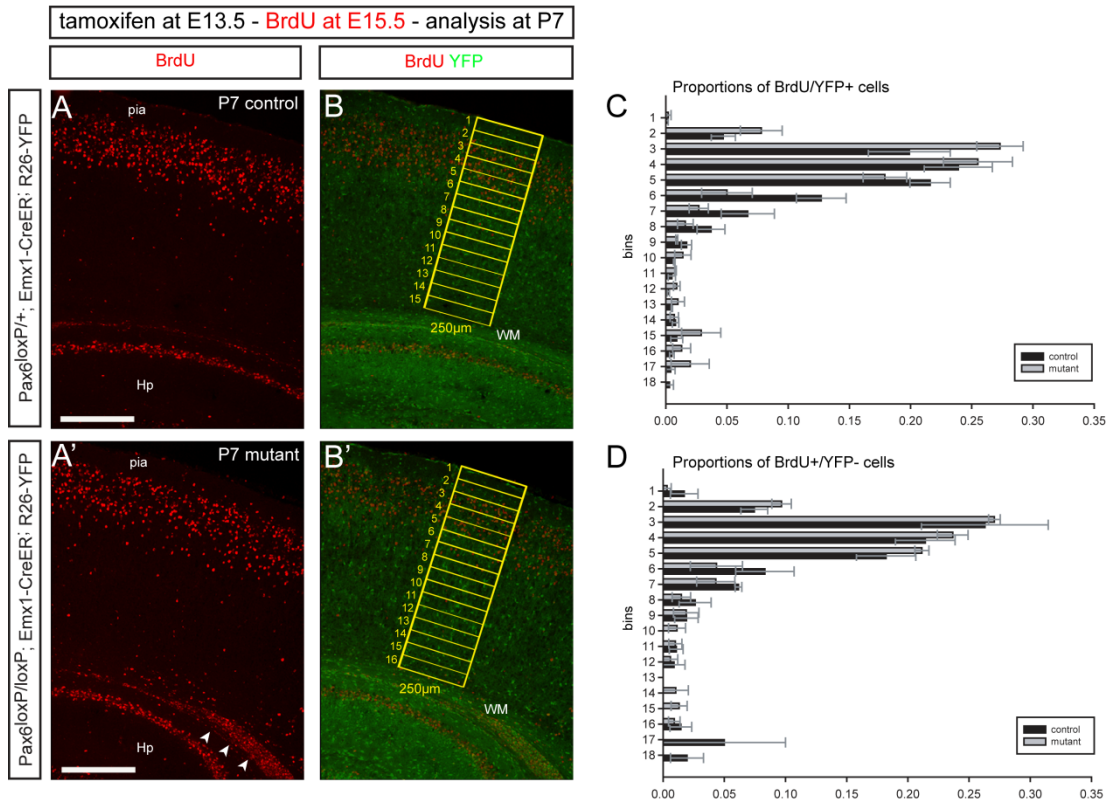 tamoxifen at E13.5 - BrdU at E15.5 - analysis at P7
BrdU
BrdU YFP
Pax6loxP/+; Emx1-CreER; R26-YFP
A
P7 control
pia
Hp
B
1
2
3
4
5
6
7
8
9
10
11
12
13
14
15
250µm
WM
C
Proportions of BrdU/YFP+ cells
bins
1
2
3
4
5
6
7
8
9
10
11
12
13
14
15
16
17
18
control
mutant
0.00 0.05 0.10 0.15 0.20 0.25 0.30 0.35
Pax6loxP/loxP; Emx1-CreER; R26-YFP
A'
P7 mutant
pia
Hp
B'
1
2
3
4
5
6
7
8
9
10
11
12
13
14
15
16
250µm
WM
D
Proportions of BrdU+/YFP- cells
bins
1
2
3
4
5
6
7
8
9
10
11
12
13
14
15
16
17
18
control
mutant
0.00 0.05 0.10 0.15 0.20 0.25 0.30 0.35